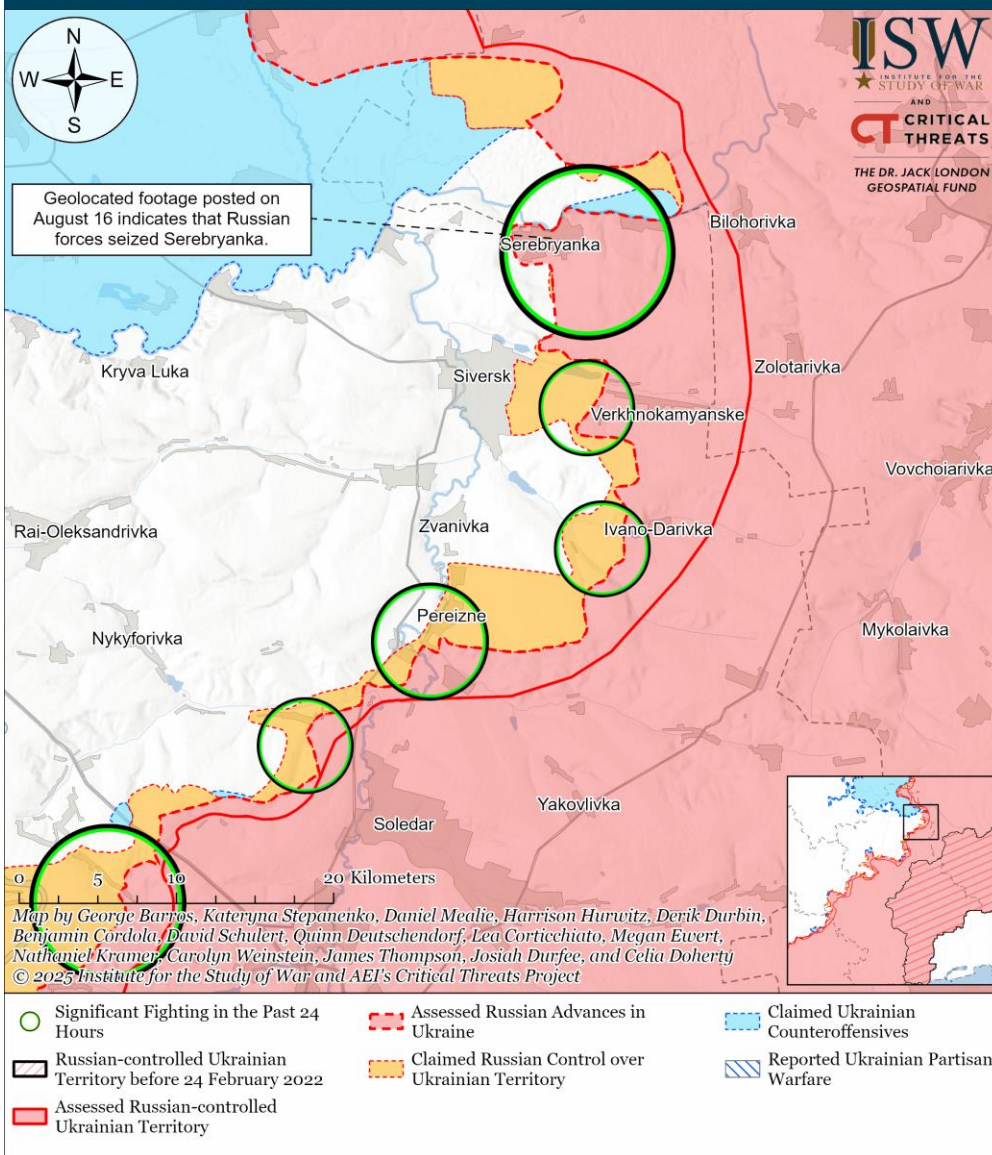 N
W E
S
ISW
INSTITUTE FOR THE
STUDY OF WAR
AND
CT CRITICAL
THREATS
THE DR. JACK LONDON
GEOSPATIAL FUND
Geolocated footage posted on
August 16 indicates that Russian
forces seized Serebryanka.
Bilohorivka
Serebryanka
Zolotarivka
Kryva Luka
Siversk
Verkhnokamyanske
Vovchoiarivka
Rai-Oleksandrivka
Zvanivka
Ivano-Darivka
Pereizne
Nykyforivka
Mykolaivka
Yakovlivka
Soledar
0 5 10 20 Kilometers
Map by George Barros, Kateryna Stepanenko, Daniel Mealie, Harrison Hurwitz, Derik Durbin,
Benjamin Cordola, David Schulert, Quinn Deutschendorf, Lea Corticchiato, Megan Ewert,
Nathaniel Kramer, Carolyn Weinstein, James Thompson, Josiah Durfee, and Celia Doherty
© 2025 Institute for the Study of War and AEI's Critical Threats Project
Significant Fighting in the Past 24
Hours
Russian-controlled Ukrainian
Territory before 24 February 2022
Assessed Russian-controlled
Ukrainian Territory
Assessed Russian Advances in
Ukraine
Claimed Russian Control over
Ukrainian Territory
Claimed Ukrainian
Counteroffensives
Reported Ukrainian Partisan
Warfare